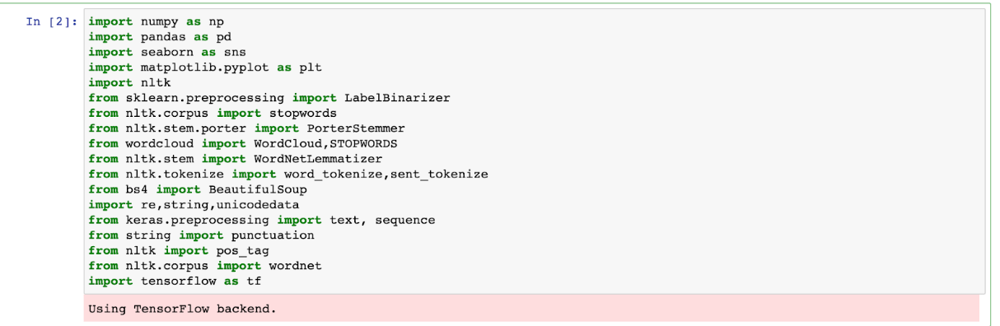 In [2]: import numpy as np
import pandas as pd
import seaborn as sns
import matplotlib.pyplot as plt
import nltk
from sklearn.preprocessing import LabelBinarizer
from nltk.corpus import stopwords
from nltk.stem.porter import PorterStemmer
from wordcloud import WordCloud,STOPWORDS
from nltk.stem import WordNetLemmatizer
from nltk.tokenize import word_tokenize,sent_tokenize
from bs4 import BeautifulSoup
import re,string,unicodedata
from keras.preprocessing import text, sequence
from string import punctuation
from nltk import pos_tag
from nltk.corpus import wordnet
import tensorflow as tf
Using TensorFlow backend.